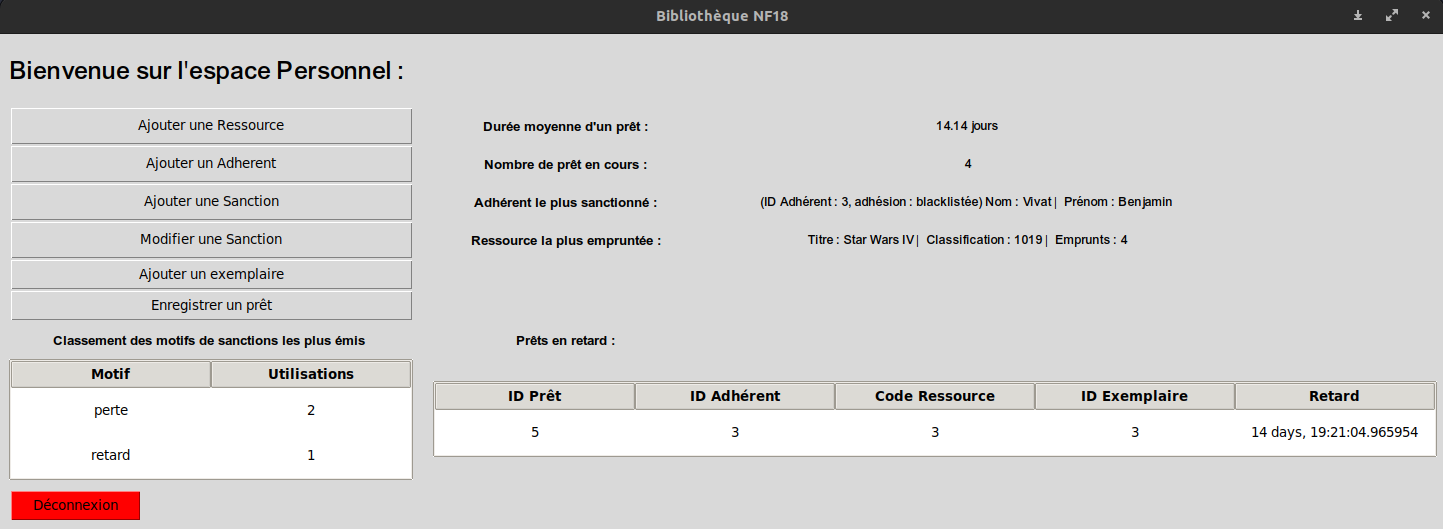 Bibliothèque NF18
Bienvenue sur l'espace Personnel :
Ajouter une Ressource
Ajouter un Adherent
Ajouter une Sanction
Modifier une Sanction
Ajouter un exemplaire
Enregistrer un prêt
Durée moyenne d'un prêt : 14.14 jours
Nombre de prêt en cours : 4
Adhérent le plus sanctionné : (ID Adhérent : 3, adhésion : blacklistée) Nom : Vivat | Prénom : Benjamin
Ressource la plus empruntée : Titre : Star Wars IV | Classification : 1019 | Emprunts : 4
Classement des motifs de sanctions les plus émis
Motif Utilisations
perte 2
retard 1
Prêts en retard :
ID Prêt ID Adhérent Code Ressource ID Exemplaire Retard
5 3 3 3 14 days, 19:21:04.965954
Déconnexion